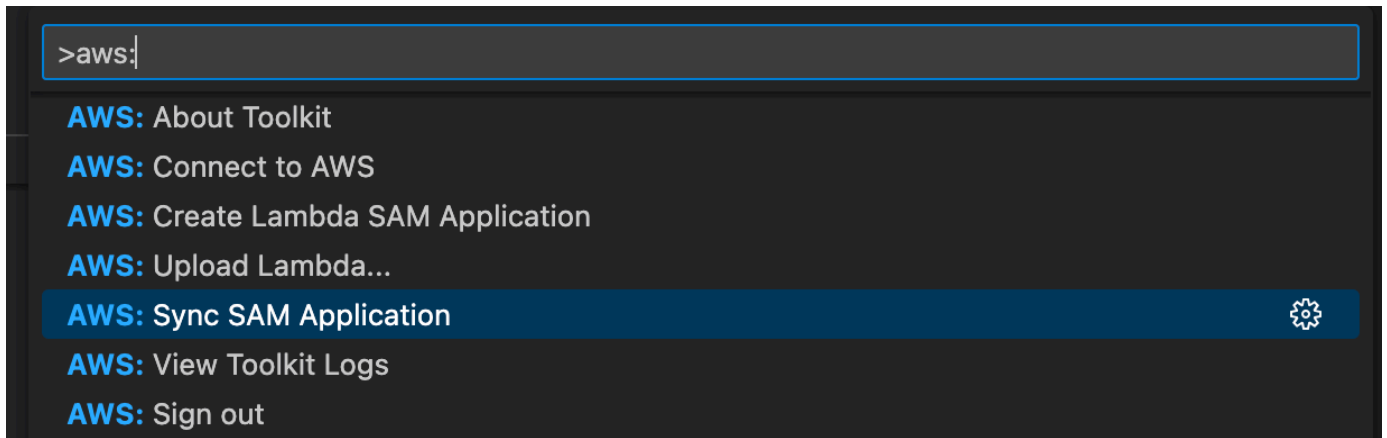 >aws:
AWS: About Toolkit
AWS: Connect to AWS
AWS: Create Lambda SAM Application
AWS: Upload Lambda...
AWS: Sync SAM Application
AWS: View Toolkit Logs
AWS: Sign out